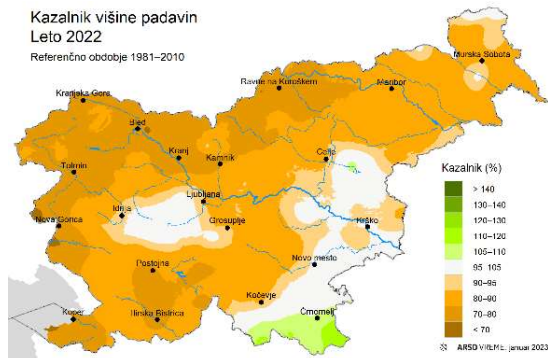 Kazalnik višine padavin
Leto 2022
Referenčno obdobje 1981–2010
Murska Sobota
Ravne na Koroškem
Maribor
Kranjska Gora
Bled
Celje
Kranj
Kamnik
Tolmin
Ljubljana
Idrija
Nova Gorica
Grosuplje
Krško
Novo mesto
Postojna
Kočevje
Črnomelj
Koper
Ilirska Bistrica
Kazalnik (%)
> 140
130–140
120–130
110–120
105–110
95 105
90–95
80–90
70–80
< 70
ARSO VREME, januar 2023